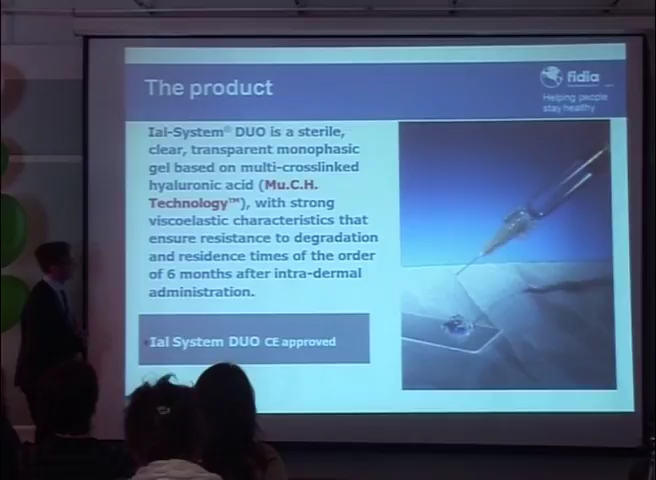 The product
fidia
Helping people
stay healthy
Ial-System® DUO is a sterile,
clear, transparent monophasic
gel based on multi-crosslinked
hyaluronic acid (Mu.C.H.
Technology™), with strong
viscoelastic characteristics that
ensure resistance to degradation
and residence times of the order
of 6 months after intra-dermal
administration.
Ial System DUO CE approved